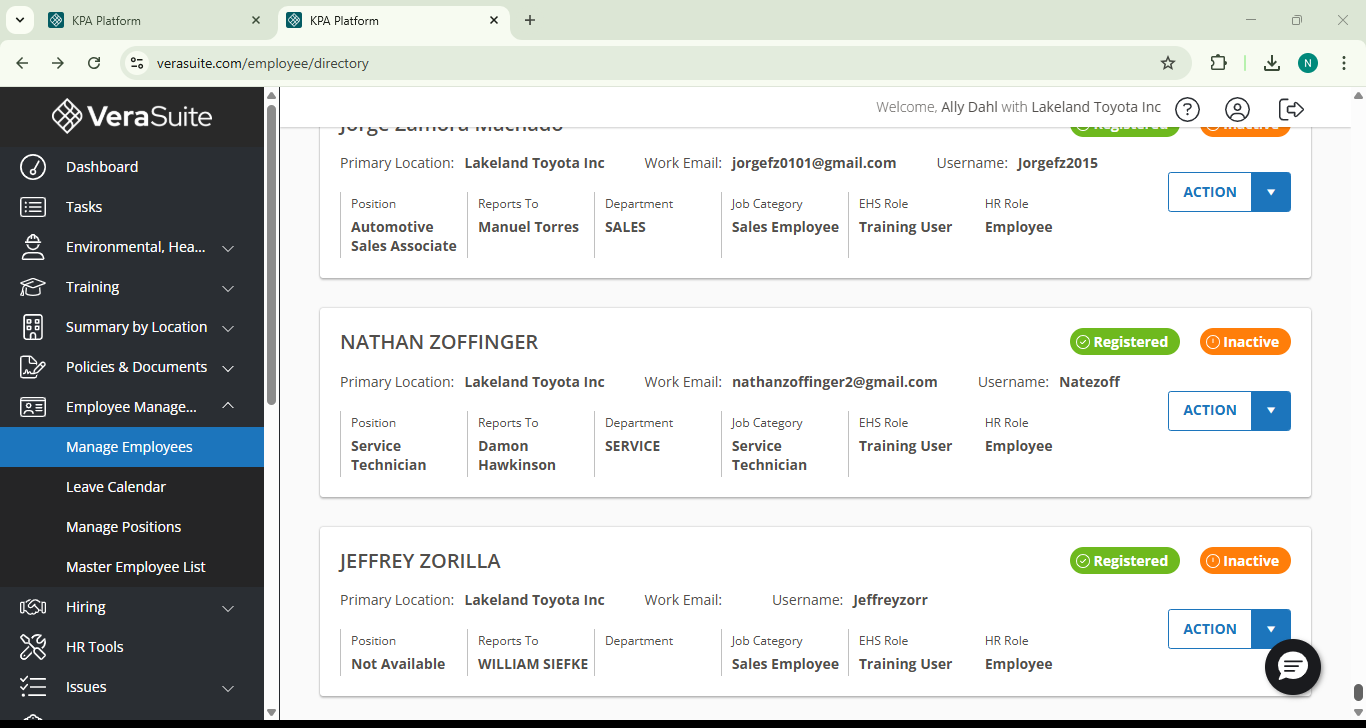 KPA Platform
KPA Platform
verasuite.com/employee/directory
N
VeraSuite
Welcome, Ally Dahl with Lakeland Toyota Inc
?
Dashboard
Tasks
Environmental, Hea...
Training
Summary by Location
Policies & Documents
Employee Manage...
Manage Employees
Leave Calendar
Manage Positions
Master Employee List
Hiring
HR Tools
Issues
Jorge Zamora Machado
Registered
Inactive
Primary Location: Lakeland Toyota Inc Work Email: jorgefz0101@gmail.com Username: Jorgefz2015
ACTION
Position Reports To Department Job Category EHS Role HR Role
Automotive Manuel Torres SALES Sales Employee Training User Employee
Sales Associate
NATHAN ZOFFINGER
Registered
Inactive
Primary Location: Lakeland Toyota Inc Work Email: nathanzoffinger2@gmail.com Username: Natezoff
ACTION
Position Reports To Department Job Category EHS Role HR Role
Service Damon SERVICE Service Training User Employee
Technician Hawkinson Technician
JEFFREY ZORILLA
Registered
Inactive
Primary Location: Lakeland Toyota Inc Work Email: Username: Jeffreyzorr
ACTION
Position Reports To Department Job Category EHS Role HR Role
Not Available WILLIAM SIEFKE Sales Employee Training User Employee